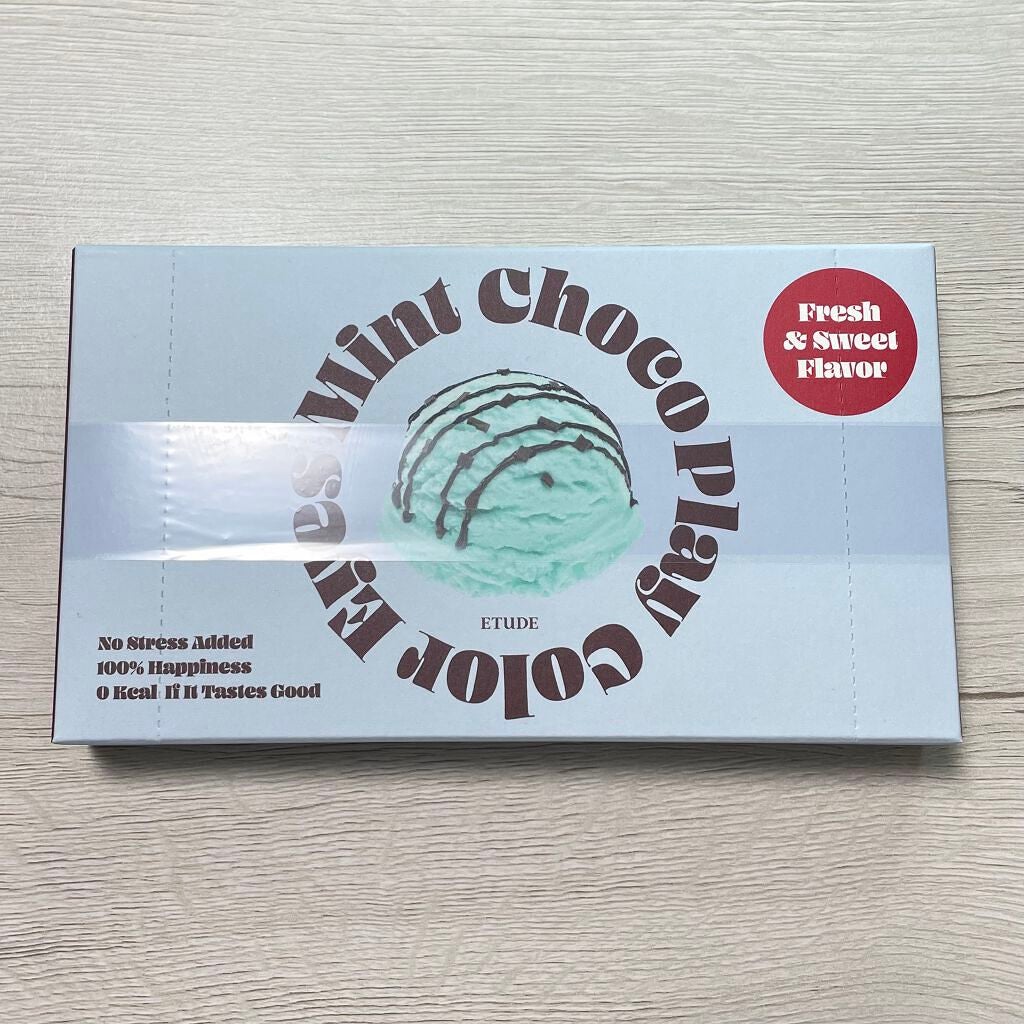 Mint Choco Play Color Eyes
Fresh
& Sweet
Flavor
ETUDE
No Stress Added
100% Happiness
0 Kcal If It Tastes Good